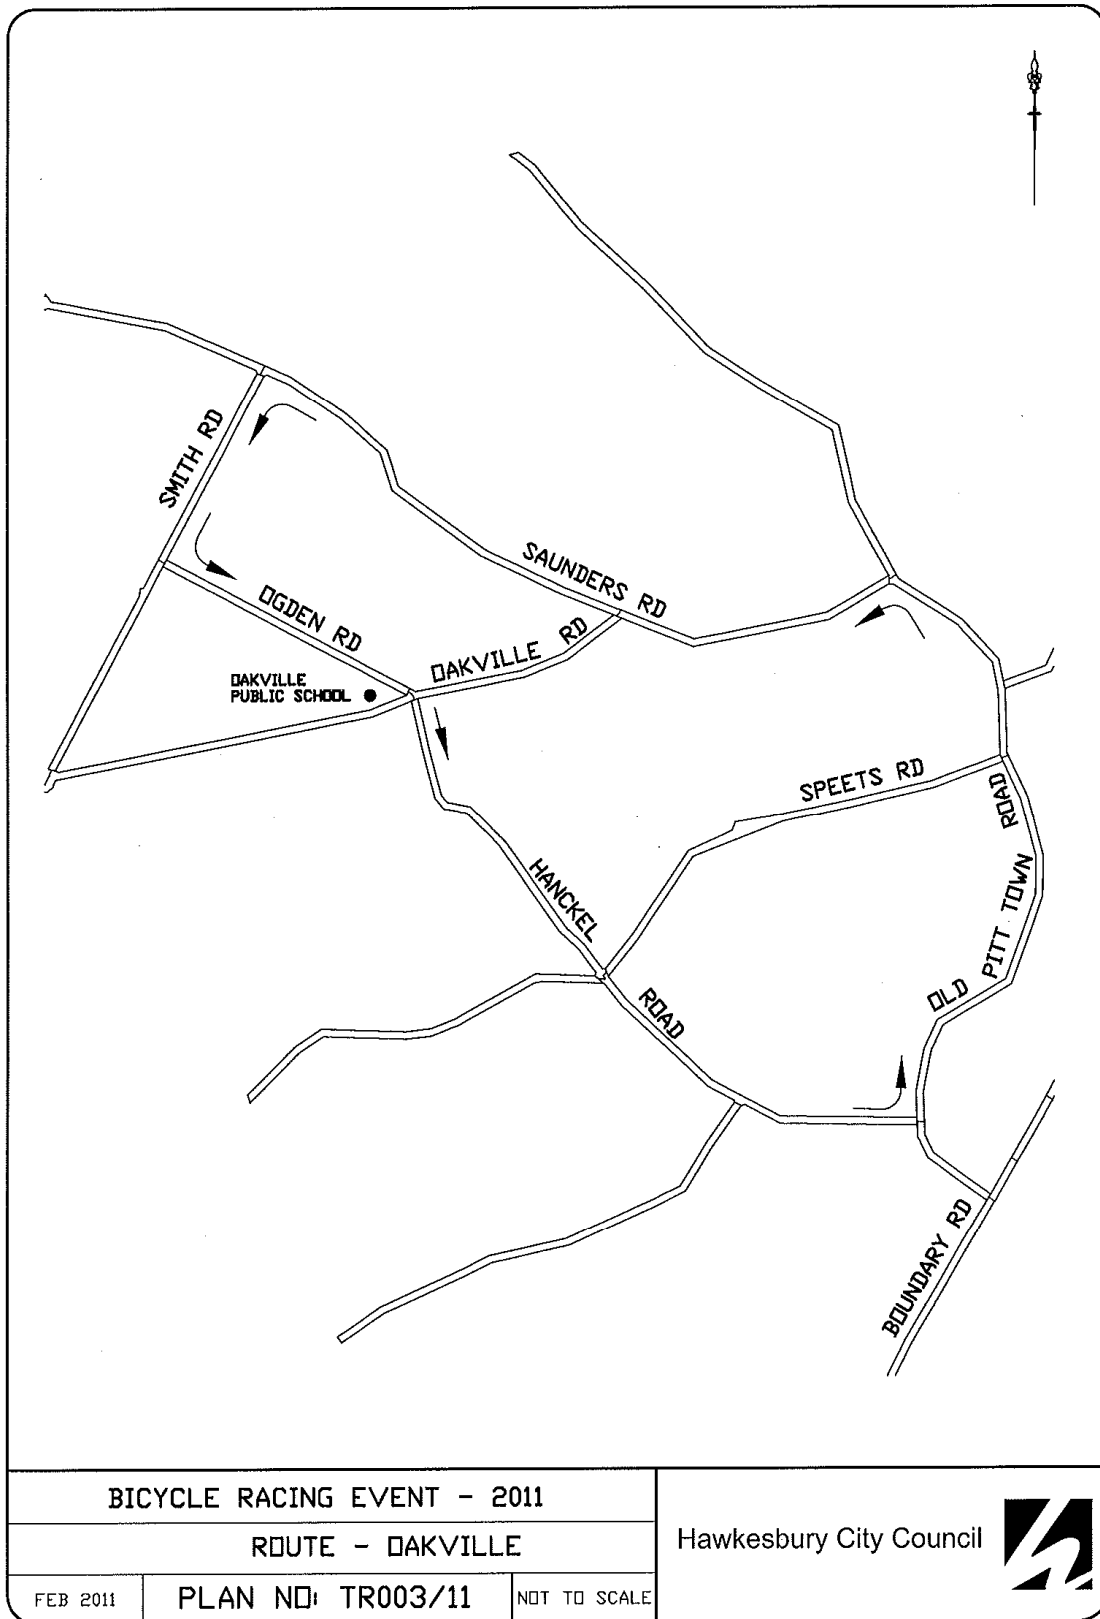 SMITH RD
SAUNDERS RD
OGDEN RD
OAKVILLE RD
OAKVILLE
PUBLIC SCHOOL
SPEETS RD
HANCKEL
ROAD
OLD PITT TOWN ROAD
BOUNDARY RD
BICYCLE RACING EVENT - 2011
ROUTE - OAKVILLE
FEB 2011
PLAN NO: TR003/11
NOT TO SCALE
Hawkesbury City Council